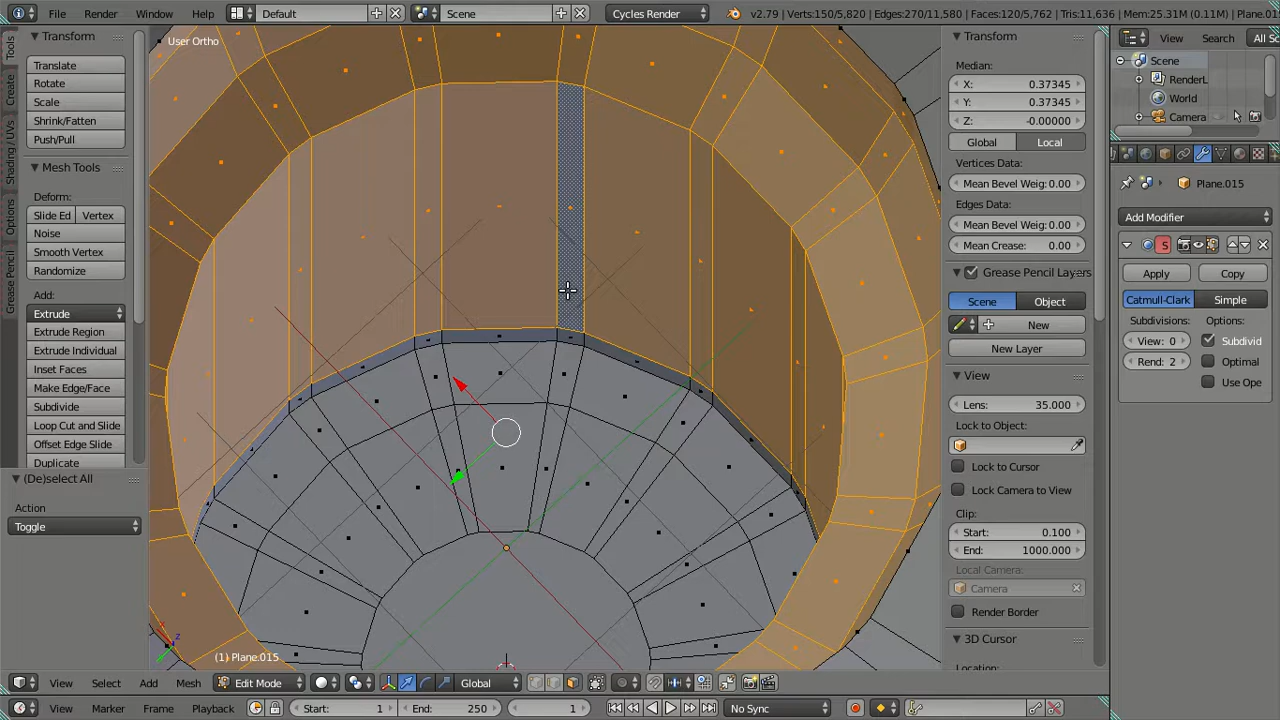 File Render Window Help Default Scene Cycles Render v2.79 | Verts:150/5,820 | Edges:270/11,580 | Faces:120/5,762 | Tris:11,636 | Mem:25.31M (0.11M) | Plane.01
Tools
Create
Shading / UVs
Options
Grease Pencil
Transform
Translate
Rotate
Scale
Shrink/Fatten
Push/Pull
Mesh Tools
Deform:
Slide Ed Vertex
Noise
Smooth Vertex
Randomize
Add:
Extrude
Extrude Region
Extrude Individual
Inset Faces
Make Edge/Face
Subdivide
Loop Cut and Slide
Offset Edge Slide
Duplicate
(De)select All
Action
Toggle
User Ortho
(1) Plane.015
Transform
Median:
X: 0.37345
Y: 0.37345
Z: -0.00000
Global Local
Vertices Data:
Mean Bevel Weig: 0.00
Edges Data:
Mean Bevel Weig: 0.00
Mean Crease: 0.00
Grease Pencil Layers
Scene Object
New
New Layer
View
Lens: 35.000
Lock to Object:
Lock to Cursor
Lock Camera to View
Clip:
Start: 0.100
End: 1000.000
Local Camera:
Camera
Render Border
3D Cursor
Location:
View Search All S
Scene
RenderL
World
Camera
Plane.015
Add Modifier
S
Apply Copy
Catmull-Clark Simple
Subdivisions: Options:
View: 0 Subdivid
Rend: 2 Optimal
Use Ope
View Select Add Mesh Edit Mode Global
View Marker Frame Playback Start: 1 End: 250 1 No Sync